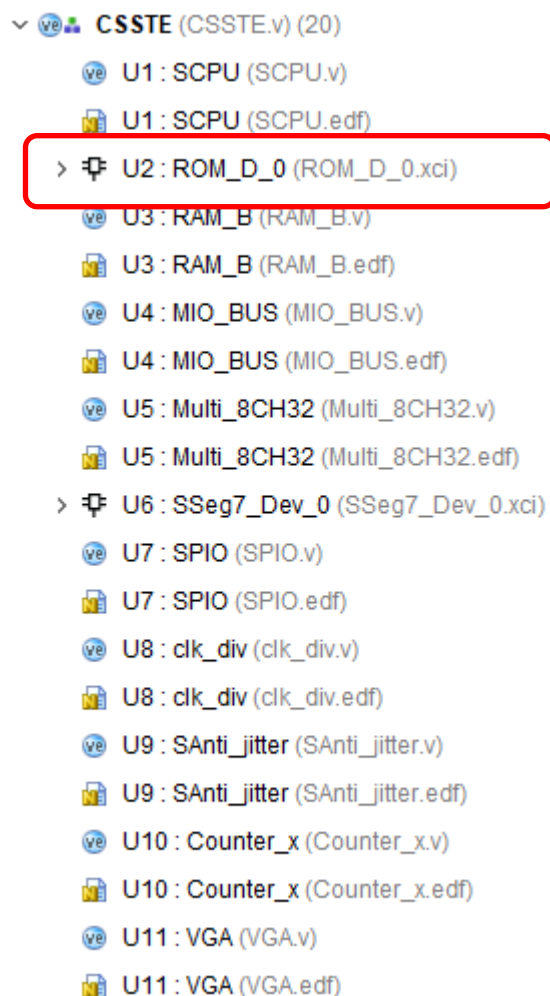 CSSTE (CSSTE.v) (20)
U1 : SCPU (SCPU.v)
U1 : SCPU (SCPU.edf)
U2 : ROM_D_0 (ROM_D_0.xci)
U3 : RAM_B (RAM_B.v)
U3 : RAM_B (RAM_B.edf)
U4 : MIO_BUS (MIO_BUS.v)
U4 : MIO_BUS (MIO_BUS.edf)
U5 : Multi_8CH32 (Multi_8CH32.v)
U5 : Multi_8CH32 (Multi_8CH32.edf)
U6 : SSeg7_Dev_0 (SSeg7_Dev_0.xci)
U7 : SPIO (SPIO.v)
U7 : SPIO (SPIO.edf)
U8 : clk_div (clk_div.v)
U8 : clk_div (clk_div.edf)
U9 : SAnti_jitter (SAnti_jitter.v)
U9 : SAnti_jitter (SAnti_jitter.edf)
U10 : Counter_x (Counter_x.v)
U10 : Counter_x (Counter_x.edf)
U11 : VGA (VGA.v)
U11 : VGA (VGA.edf)